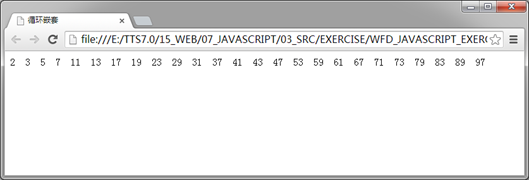 循环嵌套
file:///E:/TTS7.0/15_WEB/07_JAVASCRIPT/03_SRC/EXERCISE/WFD_JAVASCRIPT_EXERC
2 3 5 7 11 13 17 19 23 29 31 37 41 43 47 53 59 61 67 71 73 79 83 89 97